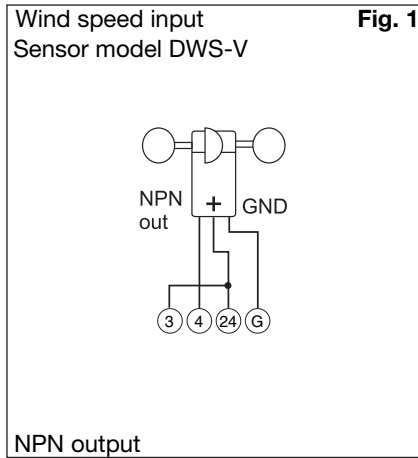 Wind speed input Fig. 1
Sensor model DWS-V
NPN
out
+
GND
3 4 24 G
NPN output